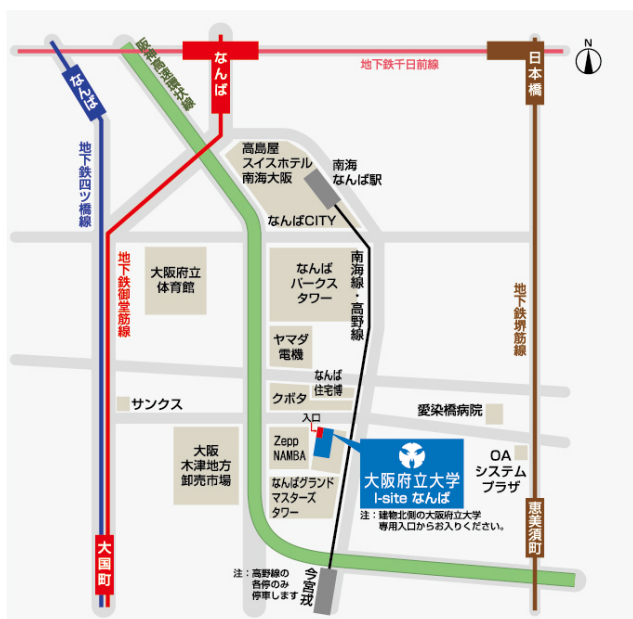 N
なんば
なんば
日本橋
地下鉄千日前線
阪神高速環状線
地下鉄四ツ橋線
高島屋
スイスホテル
南海大阪
南海
なんば駅
なんばCITY
地下鉄御堂筋線
大阪府立
体育館
なんば
パークス
タワー
南海線・高野線
地下鉄堺筋線
ヤマダ
電機
なんば
住宅博
クボタ
サンクス
入口
愛染橋病院
大阪
木津地方
卸売市場
Zepp
NAMBA
大阪府立大学
I-site なんば
OA
システム
プラザ
なんばグランド
マスターズ
タワー
注：建物北側の大阪府立大学
専用入口からお入りください。
恵美須町
大国町
注：高野線の
各停のみ
停車します
今宮戎